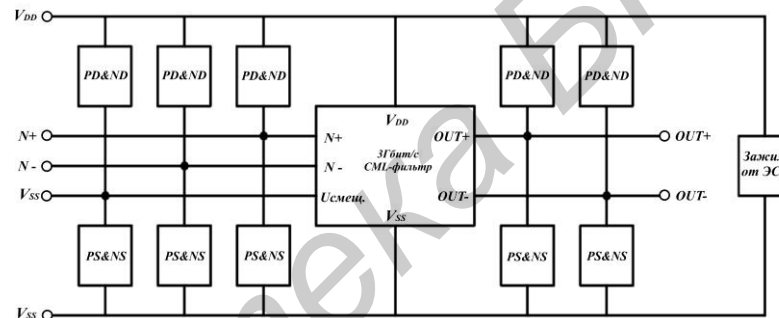 VDD
PD&ND PD&ND PD&ND PD&ND PD&ND
N+ N+ VDD OUT+ OUT+
3Гбит/с
CML-фильтр
N - N -
VSS Uсмещ. VSS OUT- OUT-
от ЭС
PS&NS PS&NS PS&NS PS&NS PS&NS
VSS
ека